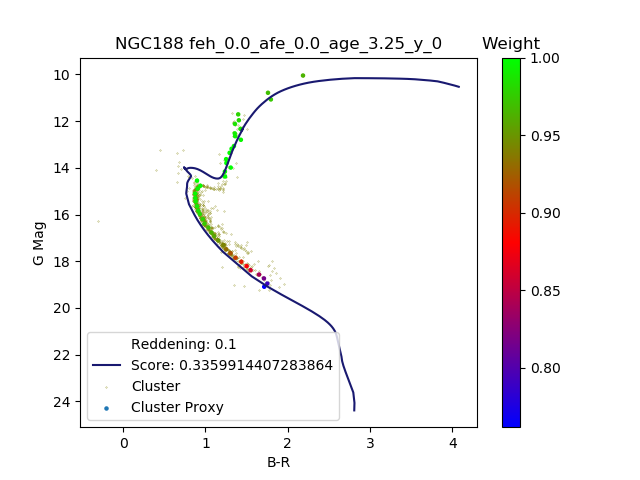 NGC188 feh_0.0_afe_0.0_age_3.25_y_0
Weight
10
12
14
16
18
20
22
24
G Mag
0
1
2
3
4
B-R
Reddening: 0.1
Score: 0.3359914407283864
Cluster
Cluster Proxy
1.00
0.95
0.90
0.85
0.80